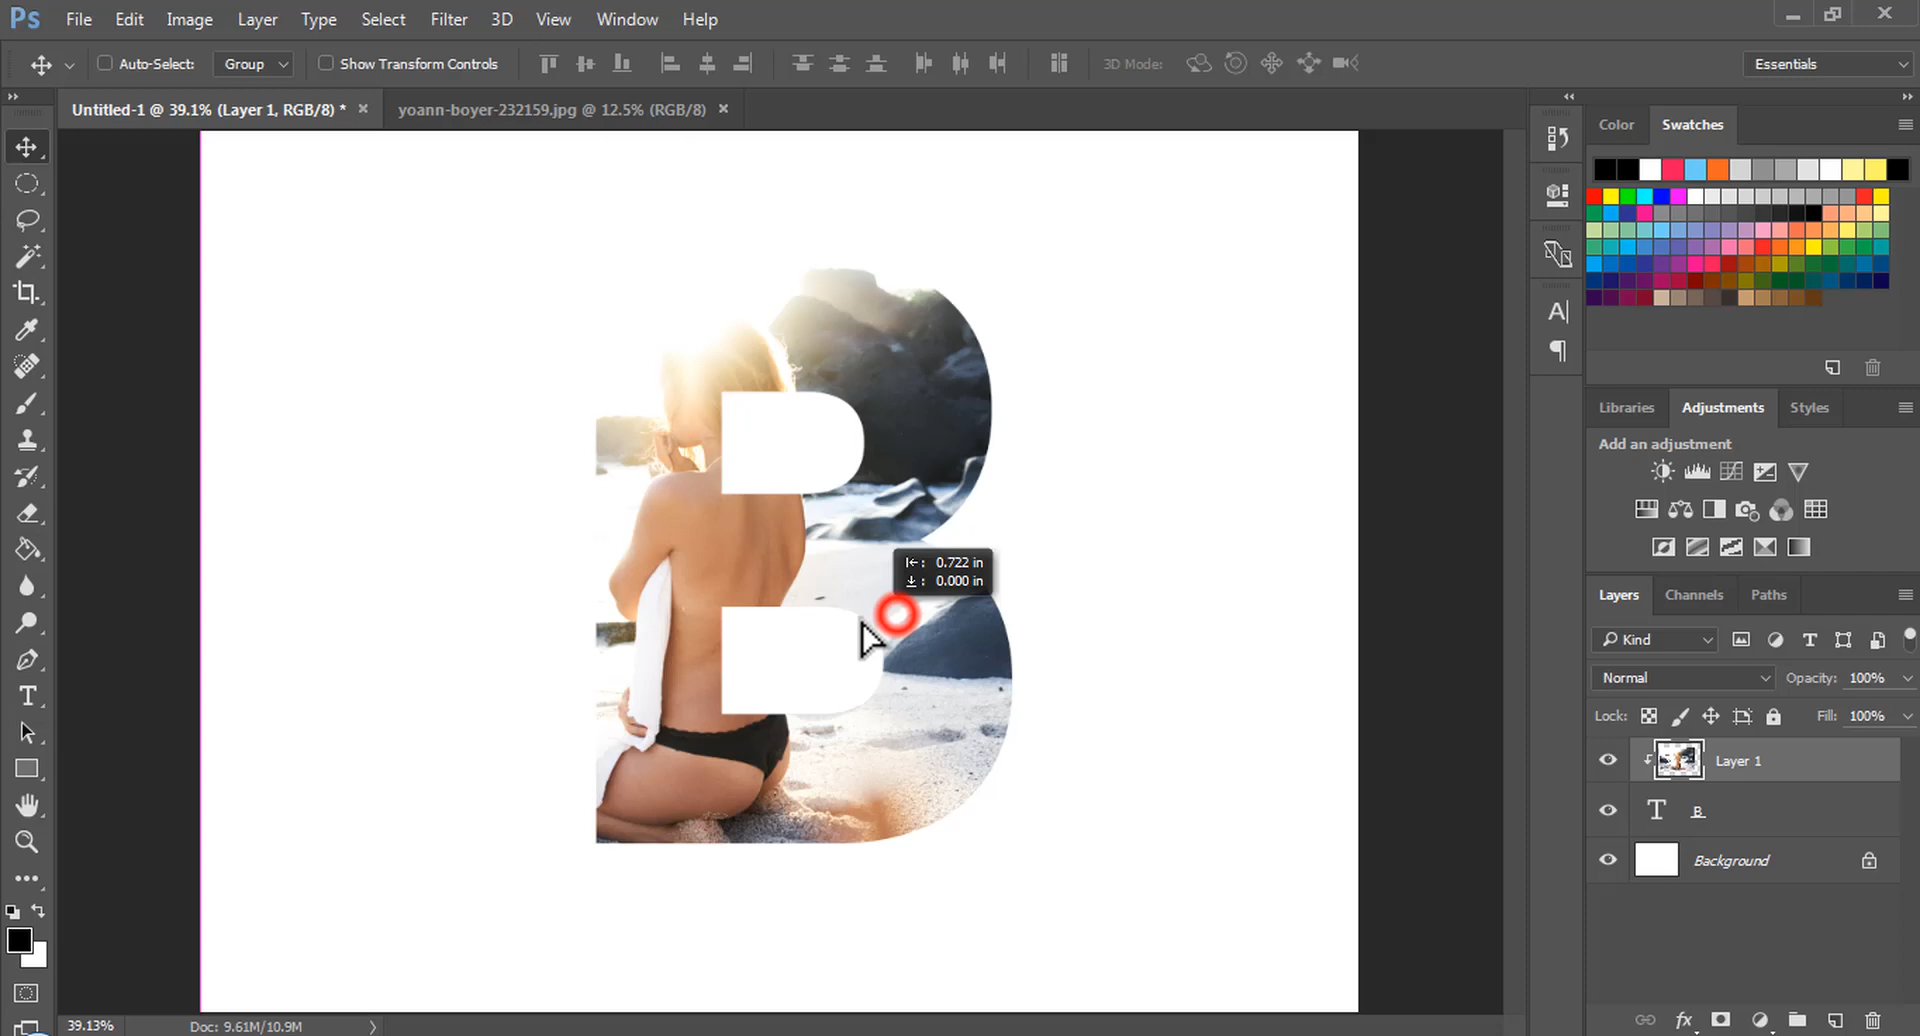 Ps File Edit Image Layer Type Select Filter 3D View Window Help
Auto-Select: Group Show Transform Controls 3D Mode: Essentials
Untitled-1 @ 39.1% (Layer 1, RGB/8) * × yoann-boyer-232159.jpg @ 12.5% (RGB/8) ×
Color Swatches
Libraries Adjustments Styles
Add an adjustment
B
0.722 in
0.000 in
Layers Channels Paths
Kind
Normal Opacity: 100%
Lock: Fill: 100%
Layer 1
T B
Background
39.13% Doc: 9.61M/10.9M
fx